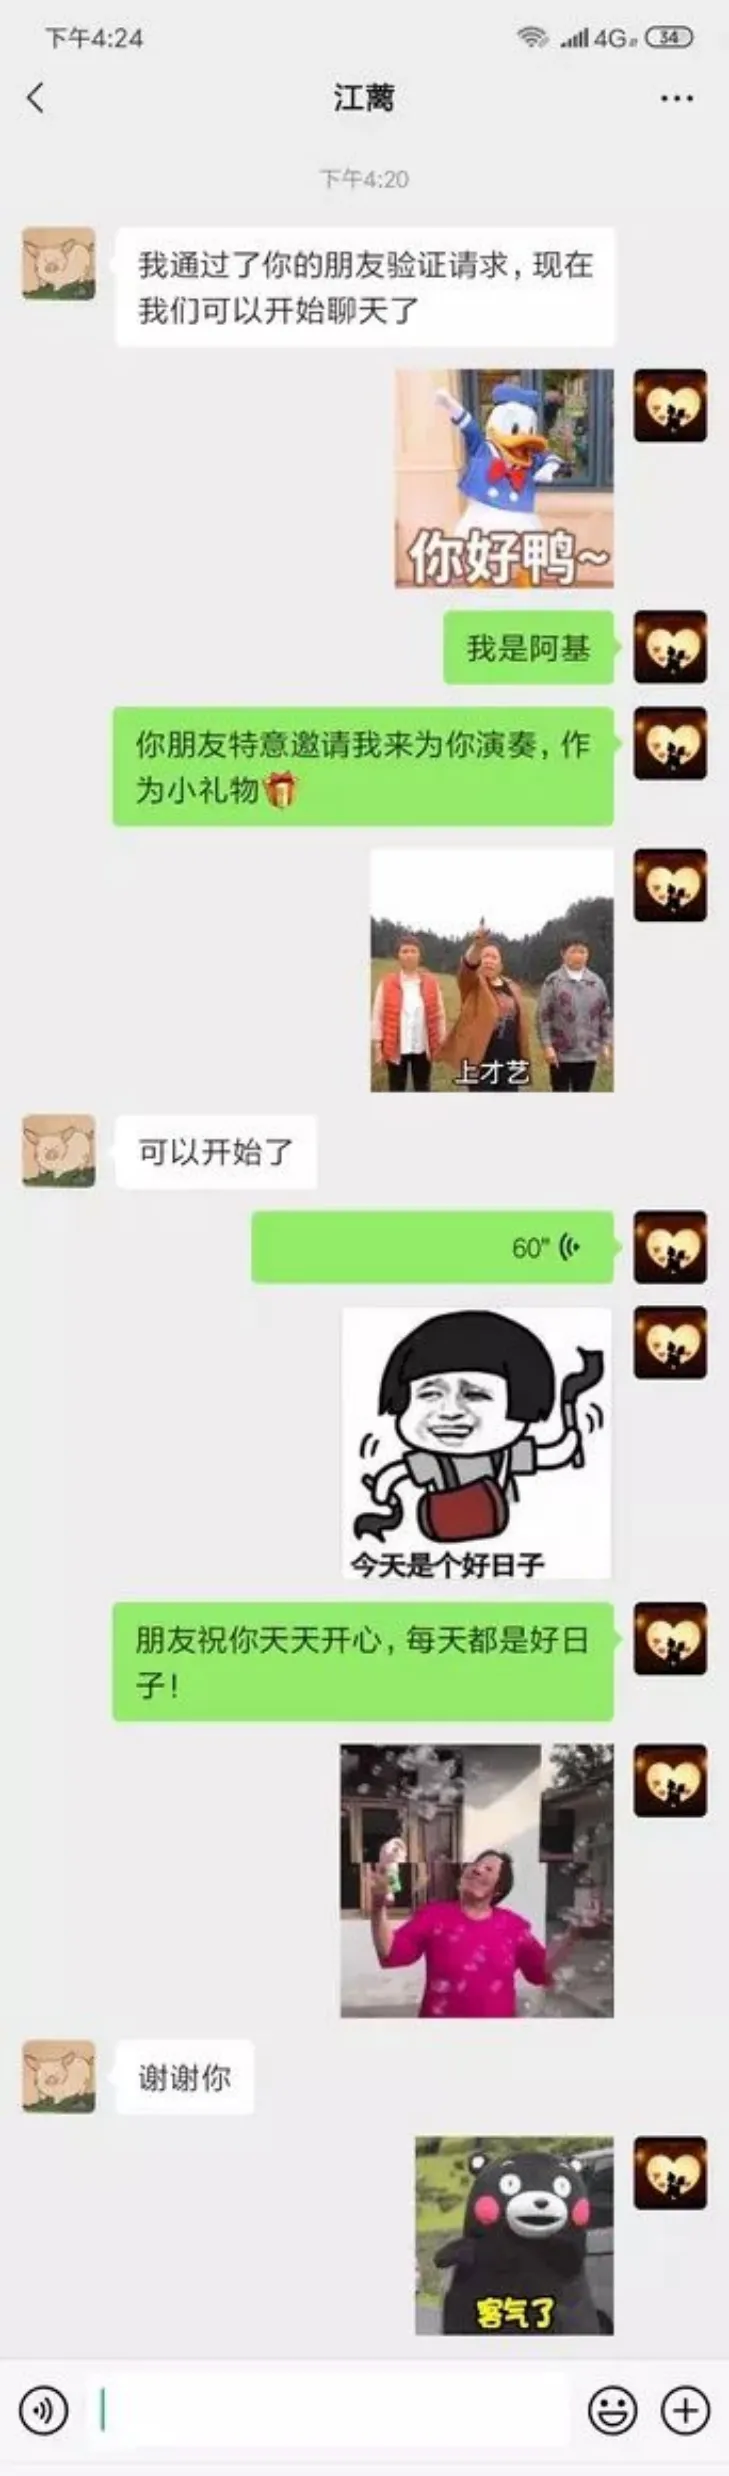 下午4:24
4G
34
江蓠
下午4:20
我通过了你的朋友验证请求，现在
我们可以开始聊天了
你好鸭~
我是阿基
你朋友特意邀请我来为你演奏，作
为小礼物🎁
上才艺
可以开始了
60"
今天是个好日子
朋友祝你天天开心，每天都是好日
子！
谢谢你
客气了